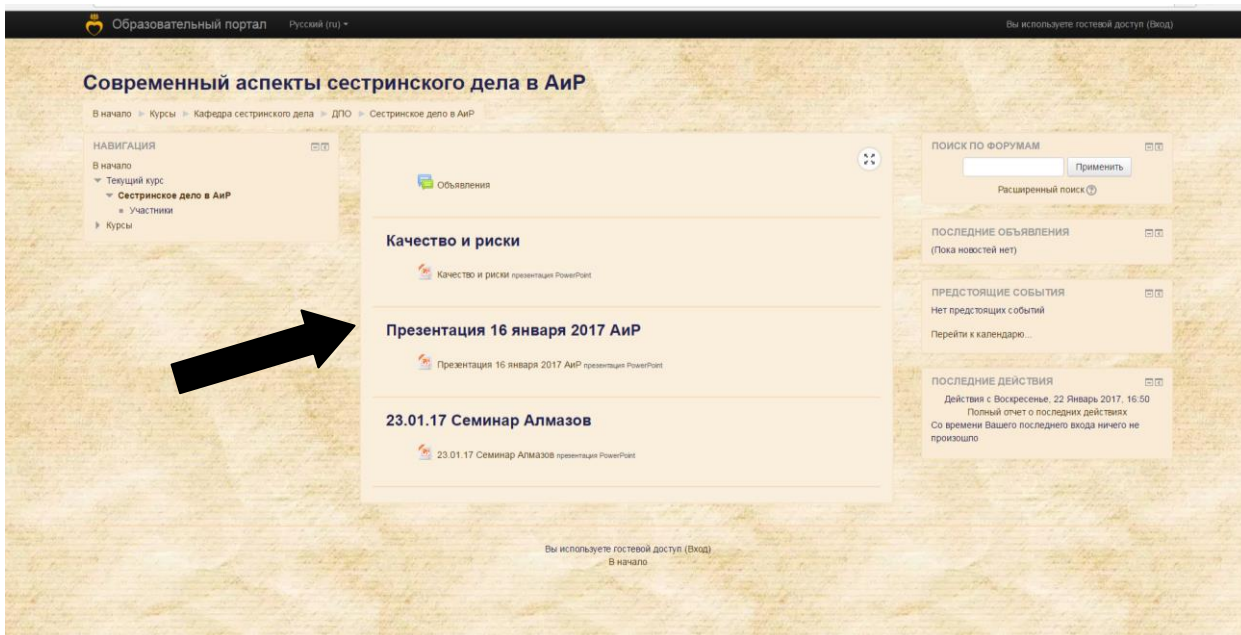 Образовательный портал Русский (ru)
Вы используете гостевой доступ (Вход)
Современный аспекты сестринского дела в АиР
В начало ► Курсы ► Кафедра сестринского дела ► ДПО ► Сестринское дело в АиР
НАВИГАЦИЯ
В начало
Текущий курс
Сестринское дело в АиР
Участники
Курсы
Объявления
Качество и риски
Качество и риски презентация PowerPoint
Презентация 16 января 2017 АиР
Презентация 16 января 2017 АиР презентация PowerPoint
23.01.17 Семинар Алмазов
23.01.17 Семинар Алмазов презентация PowerPoint
ПОИСК ПО ФОРУМАМ
Применить
Расширенный поиск
ПОСЛЕДНИЕ ОБЪЯВЛЕНИЯ
(Пока новостей нет)
ПРЕДСТОЯЩИЕ СОБЫТИЯ
Нет предстоящих событий
Перейти к календарю...
ПОСЛЕДНИЕ ДЕЙСТВИЯ
Действия с Воскресенье, 22 Январь 2017, 16:50
Полный отчет о последних действиях
Со времени Вашего последнего входа ничего не
произошло
Вы используете гостевой доступ (Вход)
В начало